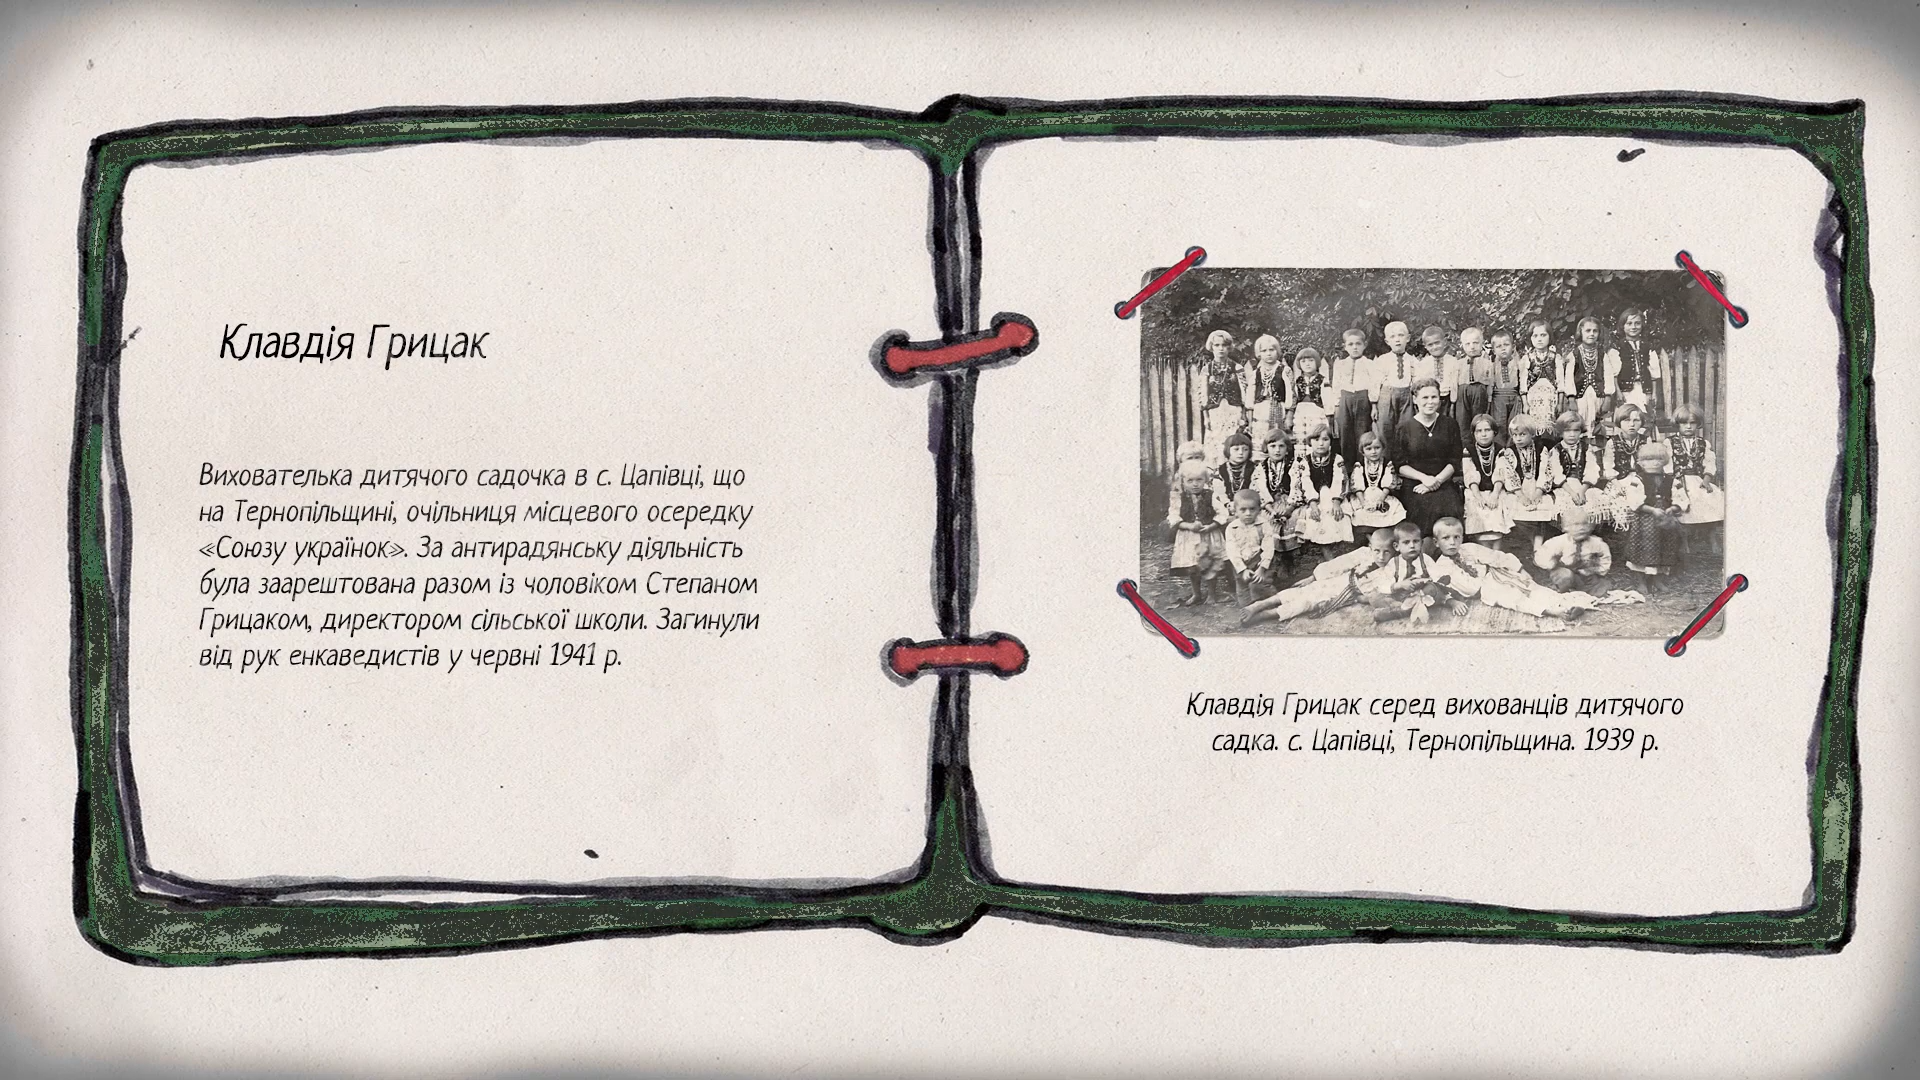 Клавдія Грицак
Вихователька дитячого садочка в с. Цапівці, що
на Тернопільщині, очільниця місцевого осередку
«Союзу українок». За антирадянську діяльність
була заарештована разом із чоловіком Степаном
Грицаком, директором сільської школи. Загинули
від рук енкаведистів у червні 1941 р.
Клавдія Грицак серед вихованців дитячого
садка. с. Цапівці, Тернопільщина. 1939 р.